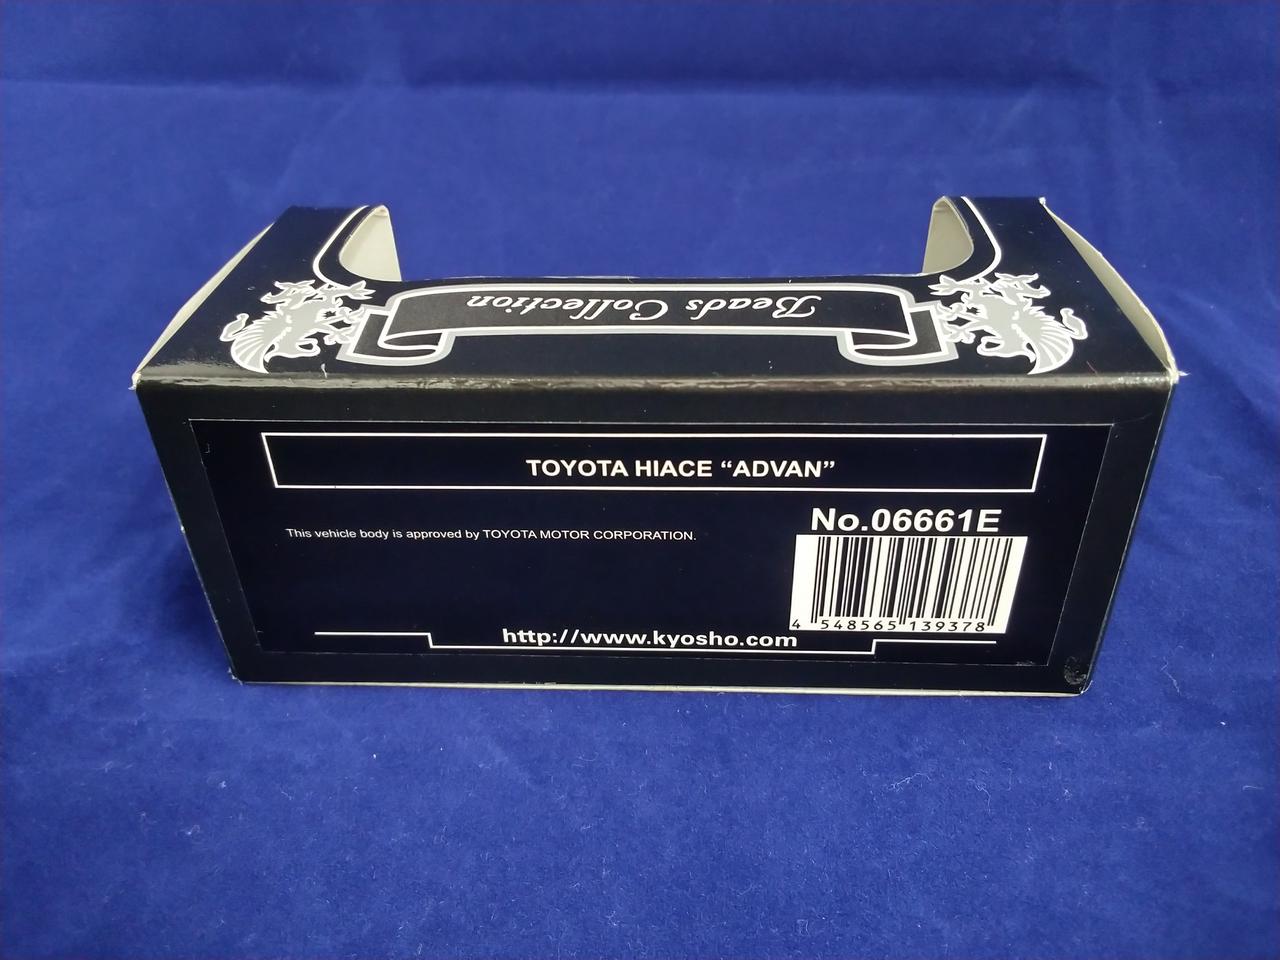 Beads Collection
TOYOTA HIACE “ADVAN”
No.06661E
This vehicle body is approved by TOYOTA MOTOR CORPORATION.
4 548565 139378
http://www.kyosho.com